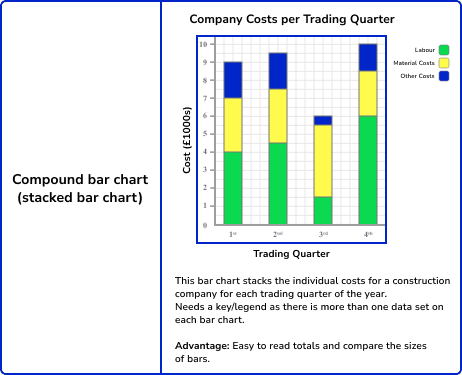 Company Costs per Trading Quarter
Compound bar chart
(stacked bar chart)
Cost (£1000s)
10
9
8
7
6
5
4
3
2
1
0
1st
2nd
3rd
4th
Trading Quarter
Labour
Material Costs
Other Costs
This bar chart stacks the individual costs for a construction
company for each trading quarter of the year.
Needs a key/legend as there is more than one data set on
each bar chart.
Advantage: Easy to read totals and compare the sizes
of bars.